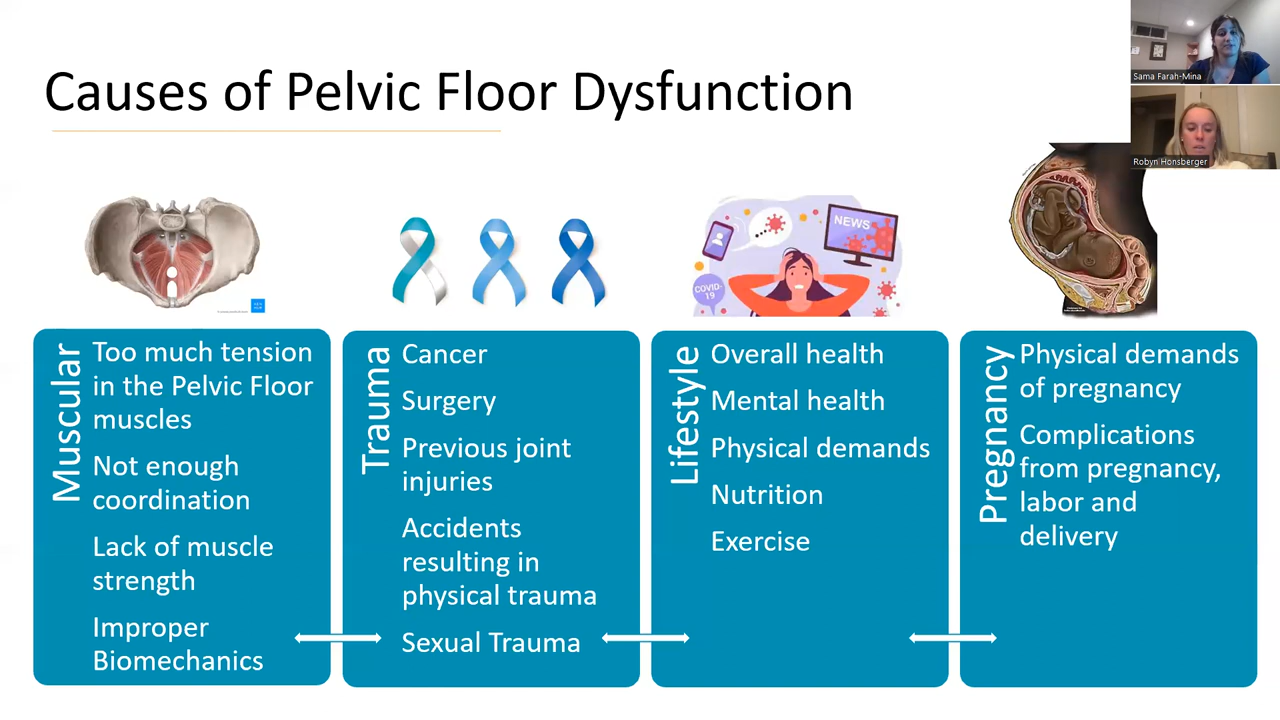 Causes of Pelvic Floor Dysfunction
Sama Farah-Mina
Robyn Honsberger
NEWS
COVID-
19
Muscular
Too much tension
in the Pelvic Floor
muscles
Not enough
coordination
Lack of muscle
strength
Improper
Biomechanics
Trauma
Cancer
Surgery
Previous joint
injuries
Accidents
resulting in
physical trauma
Sexual Trauma
Lifestyle
Overall health
Mental health
Physical demands
Nutrition
Exercise
Pregnancy
Physical demands
of pregnancy
Complications
from pregnancy,
labor and
delivery